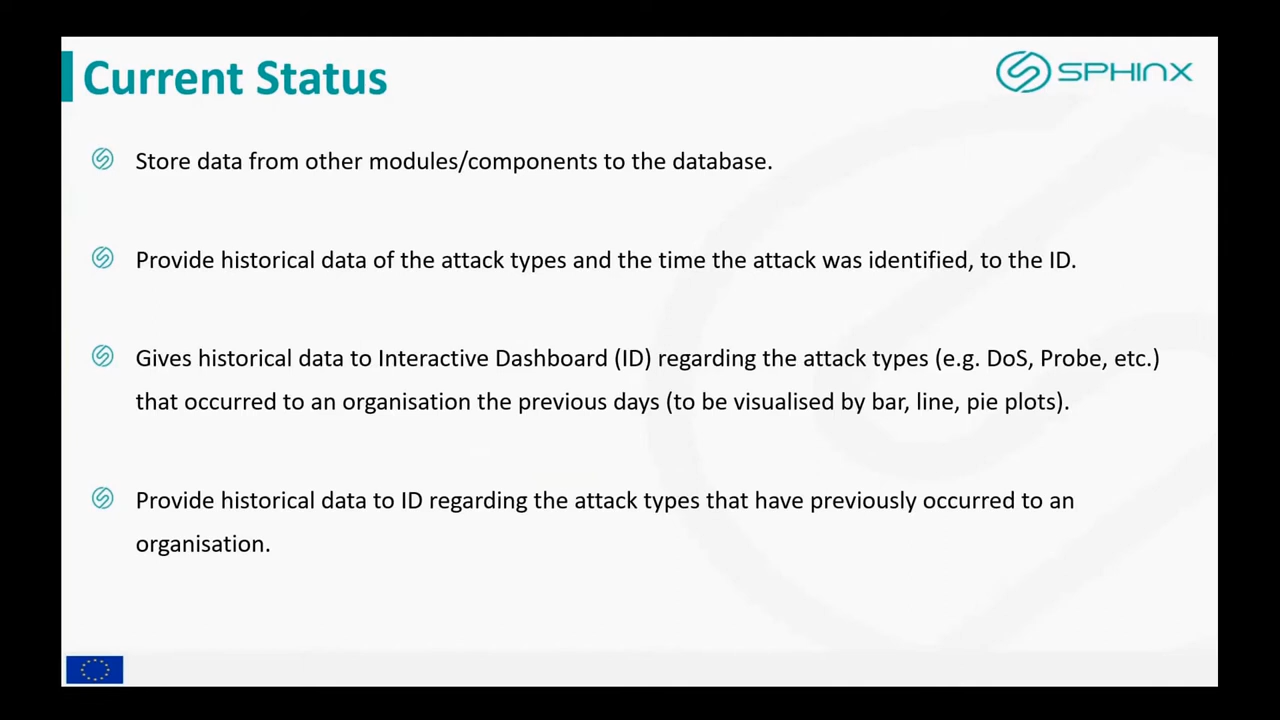 Current Status
SPHINX
Store data from other modules/components to the database.
Provide historical data of the attack types and the time the attack was identified, to the ID.
Gives historical data to Interactive Dashboard (ID) regarding the attack types (e.g. DoS, Probe, etc.)
that occurred to an organisation the previous days (to be visualised by bar, line, pie plots).
Provide historical data to ID regarding the attack types that have previously occurred to an
organisation.